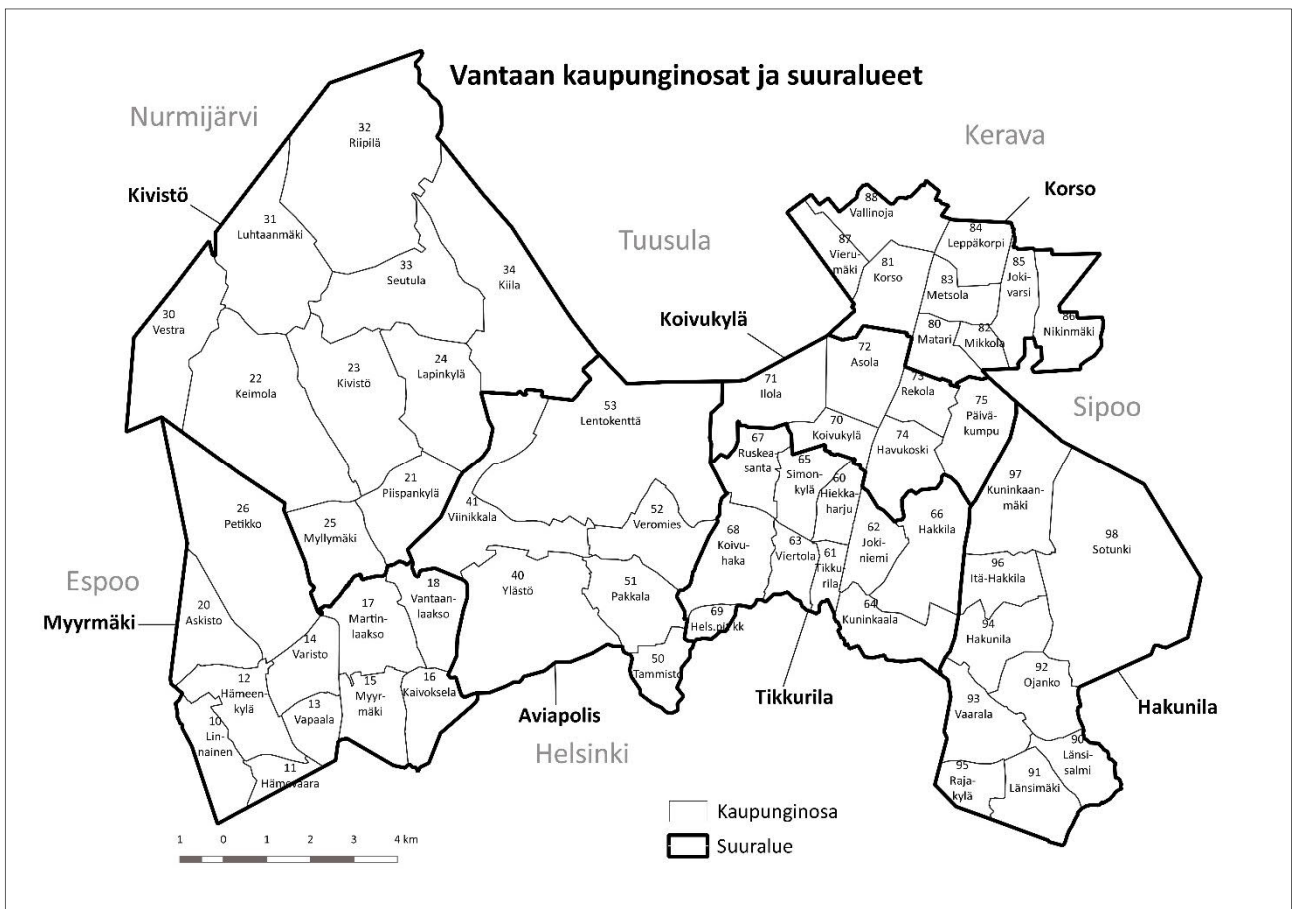 Vantaan kaupunginosat ja suuralueet
Nurmijärvi
Kerava
Tuusula
Sipoo
Espoo
Helsinki
Kivistö
Korso
Koivukylä
Myyrmäki
Aviapolis
Tikkurila
Hakunila
32
Riipilä
31
Luhtaanmäki
33
Seutula
34
Kiila
30
Vestra
22
Keimola
23
Kivistö
24
Lapinkylä
21
Piispankylä
25
Myllymäki
26
Petikko
20
Askisto
14
Varisto
17
Martin-
laakso
18
Vantaan-
laakso
12
Hämeen-
kylä
13
Vapaala
15
Myyr-
mäki
16
Kaivoksela
10
Lin-
nainen
11
Hämevaara
53
Lentokenttä
41
Viinikkala
52
Veromies
40
Ylästö
51
Pakkala
50
Tammisto
88
Vallinoja
87
Vieru-
mäki
84
Leppäkorpi
81
Korso
85
Joki-
varsi
83
Metsola
80
Matari
82
Mikkola
86
Nikinmäki
72
Asola
71
Ilola
73
Rekola
75
Päivä-
kumpu
70
Koivukylä
74
Havukoski
67
Ruskea
santa
65
Simon-
kylä
60
Hiekka-
harju
66
Hakkila
68
Koivu-
haka
63
Viertola
61
Tikku-
rila
62
Joki-
niemi
64
Kuninkaala
69
Hels.pit kk
97
Kuninkaan-
mäki
98
Sotunki
96
Itä-Hakkila
94
Hakunila
92
Ojanko
93
Vaarala
90
Länsi-
salmi
95
Raja-
kylä
91
Länsimäki
Kaupunginosa
Suuralue
1 0 1 2 3 4 km